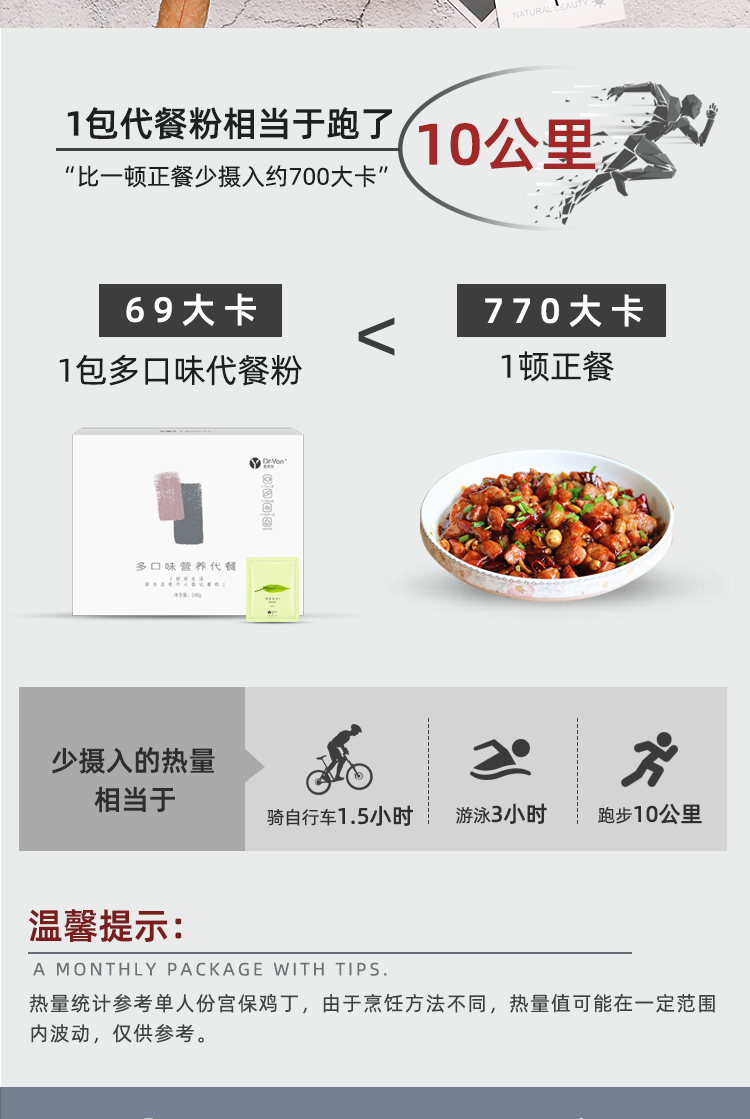 NATURAL BEAUTY
1包代餐粉相当于跑了
10公里
“比一顿正餐少摄入约700大卡”
69大卡
<
770大卡
1包多口味代餐粉
1顿正餐
Dr·Yan
多口味营养代餐
净含量：240g
少摄入的热量
相当于
骑自行车1.5小时
游泳3小时
跑步10公里
温馨提示：
A MONTHLY PACKAGE WITH TIPS.
热量统计参考单人份宫保鸡丁，由于烹饪方法不同，热量值可能在一定范围
内波动，仅供参考。